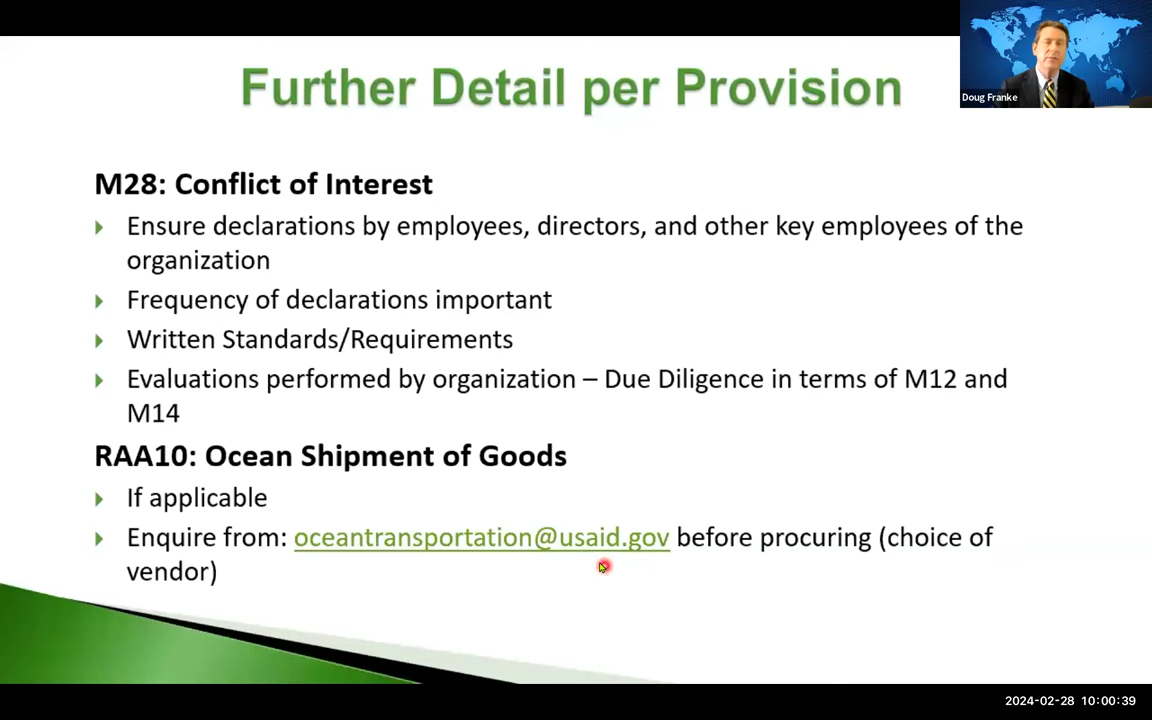 Further Detail per Provision
Doug Franke
M28: Conflict of Interest
Ensure declarations by employees, directors, and other key employees of the
organization
Frequency of declarations important
Written Standards/Requirements
Evaluations performed by organization – Due Diligence in terms of M12 and
M14
RAA10: Ocean Shipment of Goods
If applicable
Enquire from: oceantransportation@usaid.gov before procuring (choice of
vendor)
2024-02-28 10:00:39